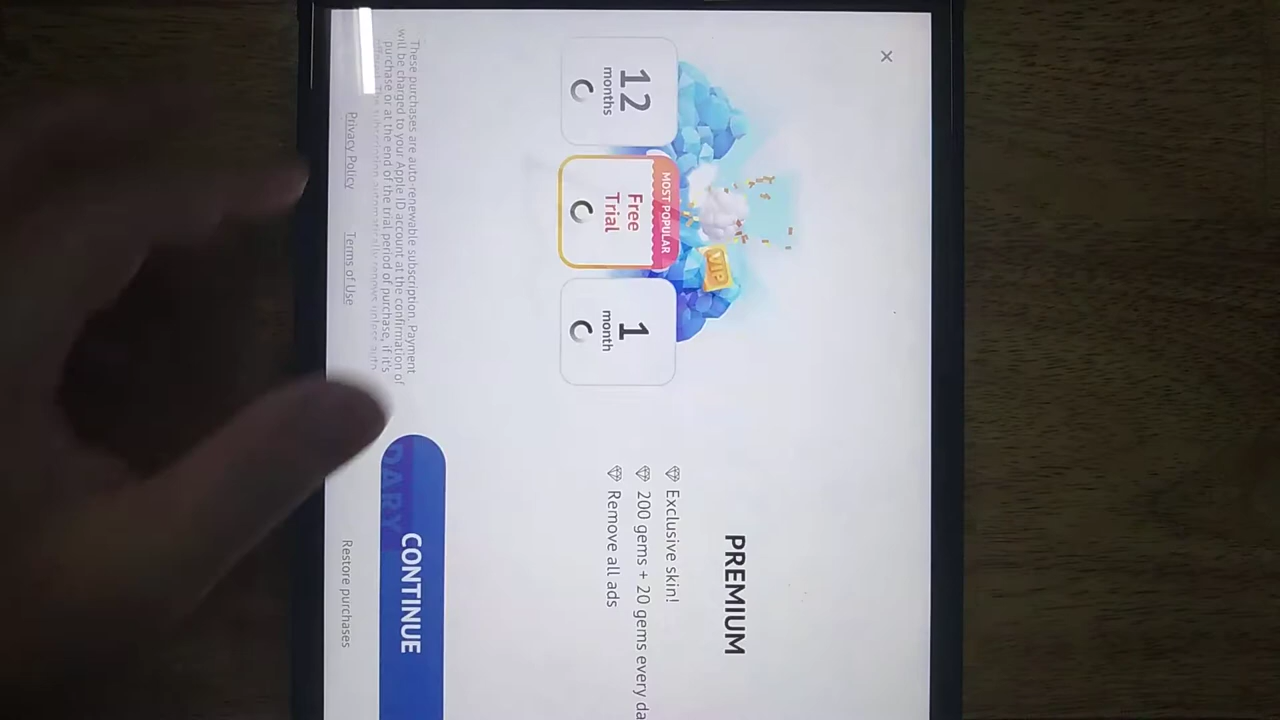 PREMIUM
Exclusive skin!
200 gems + 20 gems every da
Remove all ads
12
months
MOST POPULAR
Free
Trial
1
month
VIP
CONTINUE
DARY
These purchases are auto-renewable subscription. Payment
will be charged to your Apple ID account at the confirmation of
purchase or at the end of the trial period of purchase, if it's
Privacy Policy
Terms of Use
Restore purchases